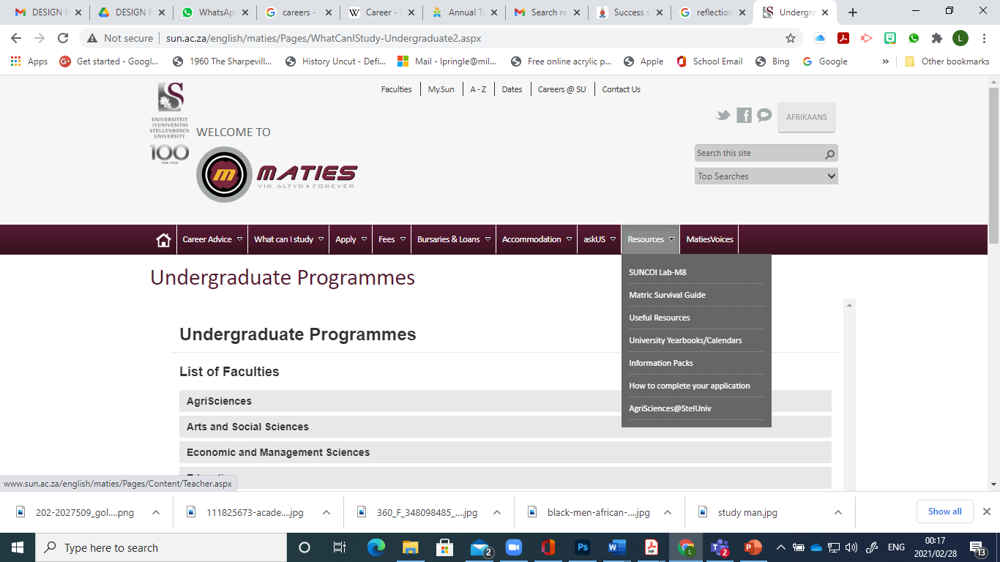 DESIGN P
DESIGN P
WhatsApp
careers -
Career - W
Annual Te
Search re
Success s
reflection
Undergra
Not secure
sun.ac.za/english/maties/Pages/WhatCanIStudy-Undergraduate2.aspx
L
Apps
Get started - Googl...
1960 The Sharpevill...
History Uncut - Defi...
Mail - lpringle@mil...
Free online acrylic p...
Apple
School Email
Bing
Google
»
Other bookmarks
Faculties
My.Sun
A - Z
Dates
Careers @ SU
Contact Us
UNIVERSITEIT
IYUNIVESITHI
STELLENBOSCH
UNIVERSITY
100
1918-2018
WELCOME TO
MATIES
VIR ALTYD • FOREVER
AFRIKAANS
Search this site
Top Searches
Career Advice
What can I study
Apply
Fees
Bursaries & Loans
Accommodation
askUS
Resources
MatiesVoices
SUNCOI Lab-M8
Matric Survival Guide
Useful Resources
University Yearbooks/Calendars
Information Packs
How to complete your application
AgriSciences@StelUniv
Undergraduate Programmes
Undergraduate Programmes
List of Faculties
AgriSciences
Arts and Social Sciences
Economic and Management Sciences
www.sun.ac.za/english/maties/Pages/Content/Teacher.aspx
202-2027509_gol....png
111825673-acade....jpg
360_F_348098485_....jpg
black-men-african-....jpg
study man.jpg
Show all
Type here to search
2
2
ENG
00:17
2021/02/28
13